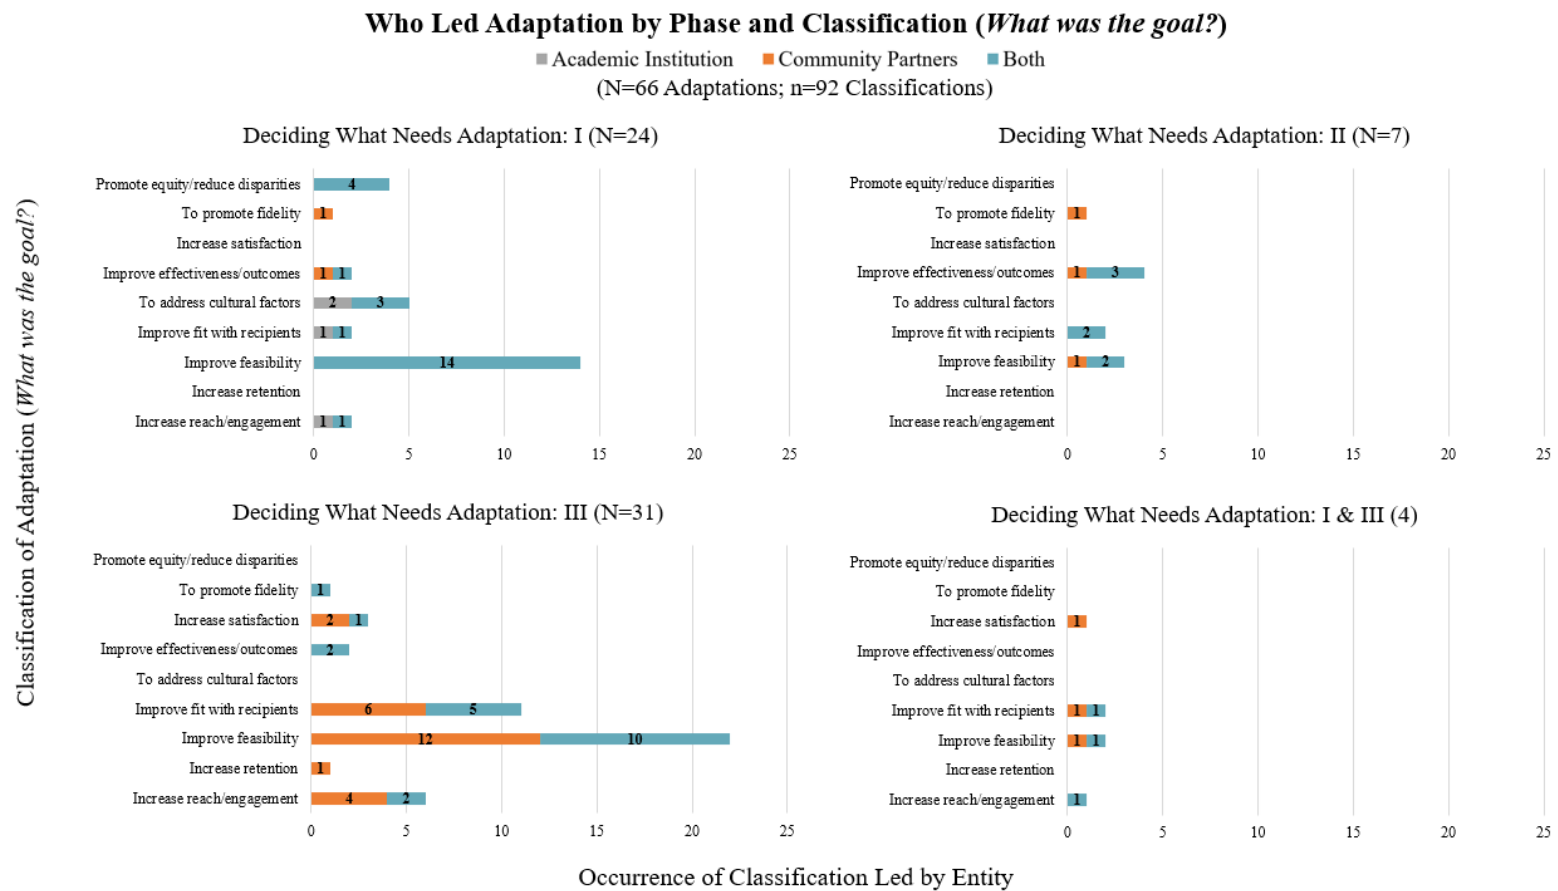 Who Led Adaptation by Phase and Classification (What was the goal?)
Academic Institution Community Partners Both
(N=66 Adaptations; n=92 Classifications)
Classification of Adaptation (What was the goal?)
Deciding What Needs Adaptation: I (N=24)
Promote equity/reduce disparities 4
To promote fidelity 1
Increase satisfaction
Improve effectiveness/outcomes 1 1
To address cultural factors 2 3
Improve fit with recipients 1 1
Improve feasibility 14
Increase retention
Increase reach/engagement 1 1
0 5 10 15 20 25
Deciding What Needs Adaptation: II (N=7)
Promote equity/reduce disparities
To promote fidelity 1
Increase satisfaction
Improve effectiveness/outcomes 1 3
To address cultural factors
Improve fit with recipients 2
Improve feasibility 1 2
Increase retention
Increase reach/engagement
0 5 10 15 20 25
Deciding What Needs Adaptation: III (N=31)
Promote equity/reduce disparities
To promote fidelity 1
Increase satisfaction 2 1
Improve effectiveness/outcomes 2
To address cultural factors
Improve fit with recipients 6 5
Improve feasibility 12 10
Increase retention 1
Increase reach/engagement 4 2
0 5 10 15 20 25
Deciding What Needs Adaptation: I & III (4)
Promote equity/reduce disparities
To promote fidelity
Increase satisfaction 1
Improve effectiveness/outcomes
To address cultural factors
Improve fit with recipients 1 1
Improve feasibility 1 1
Increase retention
Increase reach/engagement 1
0 5 10 15 20 25
Occurrence of Classification Led by Entity